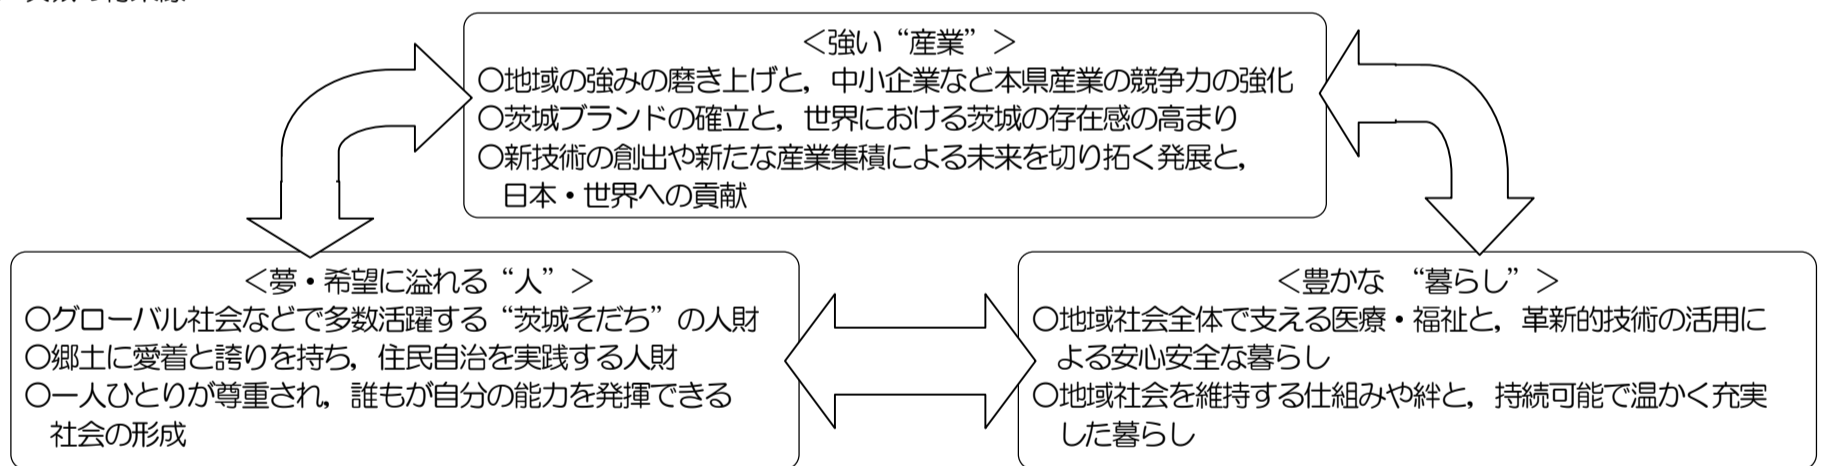 ＜強い“産業”＞
○地域の強みの磨き上げと，中小企業など本県産業の競争力の強化
○茨城ブランドの確立と，世界における茨城の存在感の高まり
○新技術の創出や新たな産業集積による未来を切り拓く発展と，
日本・世界への貢献
＜夢・希望に溢れる“人”＞
○グローバル社会などで多数活躍する“茨城そだち”の人財
○郷土に愛着と誇りを持ち，住民自治を実践する人財
○一人ひとりが尊重され，誰もが自分の能力を発揮できる
社会の形成
＜豊かな “暮らし”＞
○地域社会全体で支える医療・福祉と，革新的技術の活用に
よる安心安全な暮らし
○地域社会を維持する仕組みや絆と，持続可能で温かく充実
した暮らし